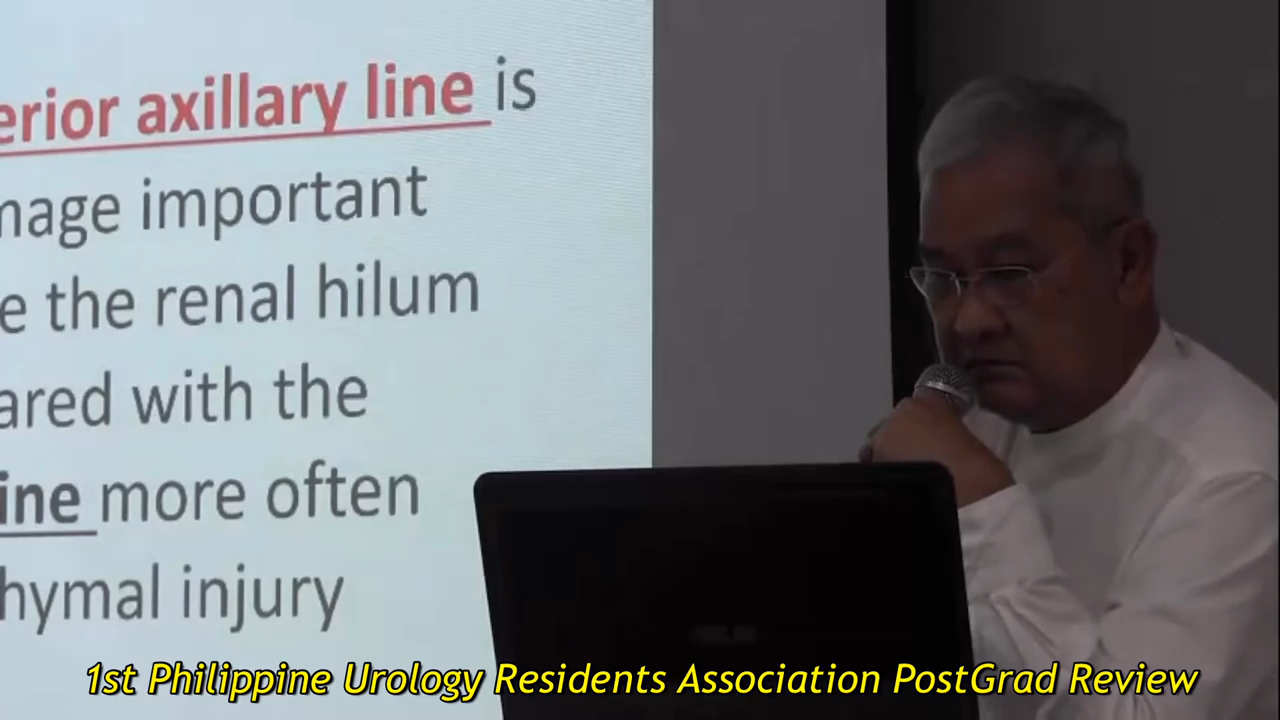 erior axillary line is
mage important
e the renal hilum
ared with the
ine more often
hymal injury
1st Philippine Urology Residents Association PostGrad Review